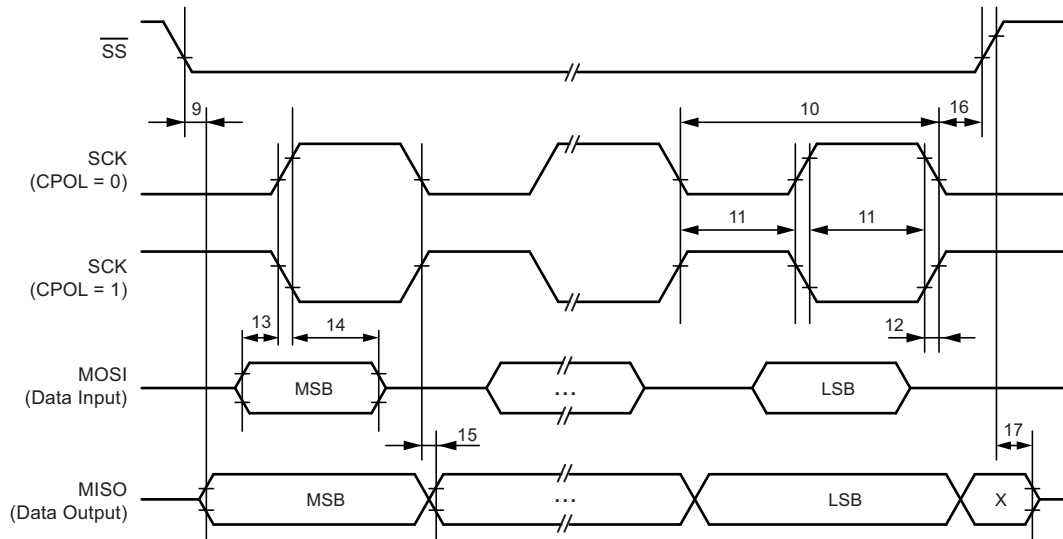 SS
9
10
16
SCK
(CPOL = 0)
11
11
SCK
(CPOL = 1)
13
14
12
MOSI
(Data Input)
MSB
...
LSB
15
17
MISO
(Data Output)
MSB
...
LSB
X